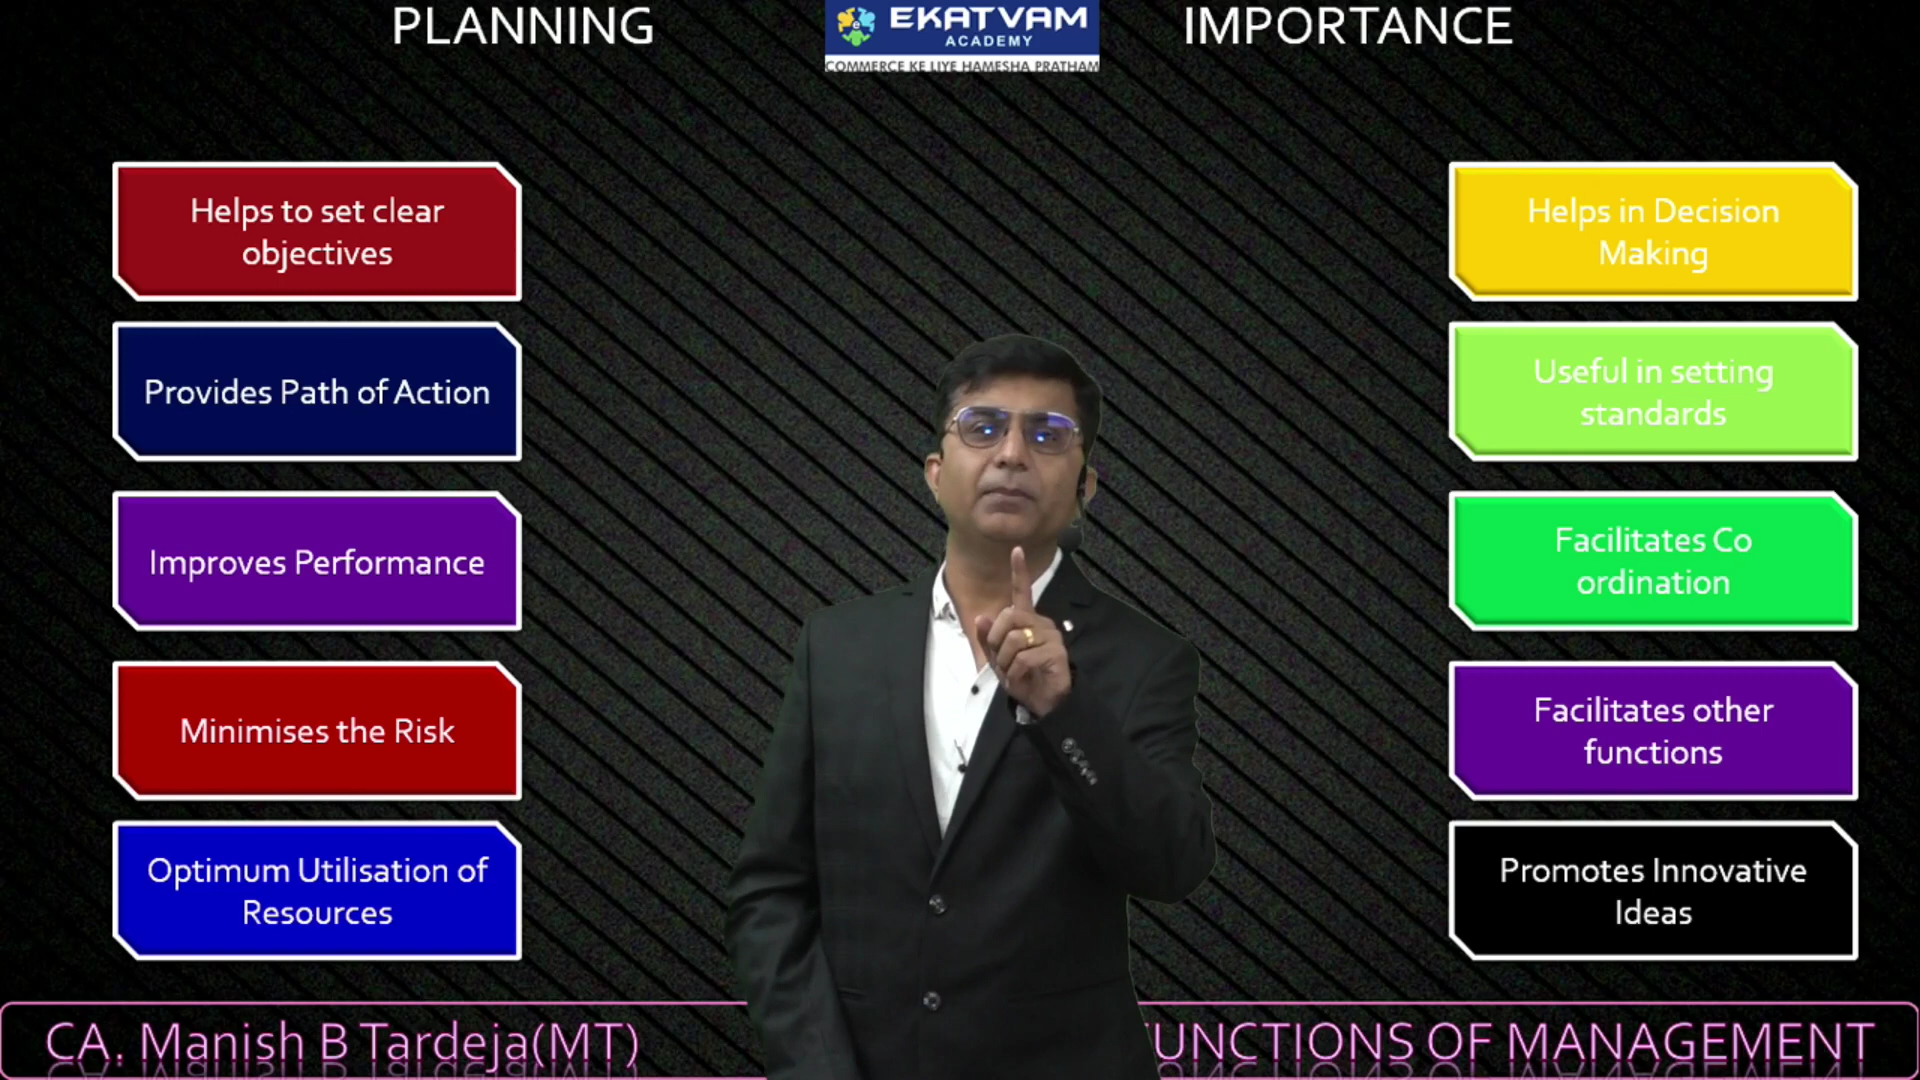 PLANNING
EKATVAM
ACADEMY
COMMERCE KE LIYE HAMESHA PRATHAM
IMPORTANCE
Helps to set clear
objectives
Provides Path of Action
Improves Performance
Minimises the Risk
Optimum Utilisation of
Resources
Helps in Decision
Making
Useful in setting
standards
Facilitates Co
ordination
Facilitates other
functions
Promotes Innovative
Ideas
CA. Manish B Tardeja(MT)
UNCTIONS OF MANAGEMENT